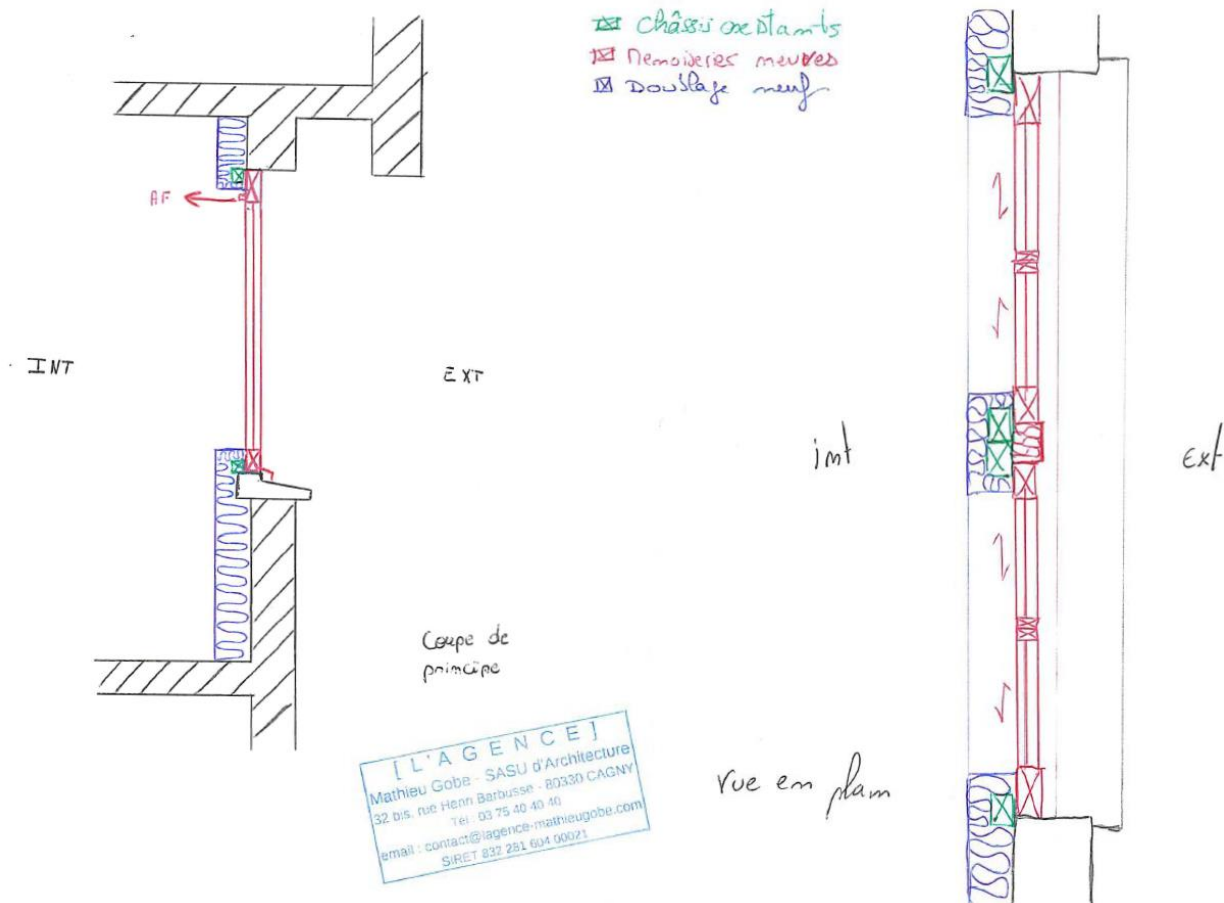 Châssis existants
Menuiseries neuves
Doublage neuf
AF
INT
EXT
int
Ext
Coupe de
principe
vue en plan
[ L'AGENCE ]
Mathieu Gobe - SASU d'Architecture
32 bis, rue Henri Barbusse - 80330 CAGNY
Tél : 03 75 40 40 40
email : contact@lagence-mathieugobe.com
SIRET 832 281 604 00021